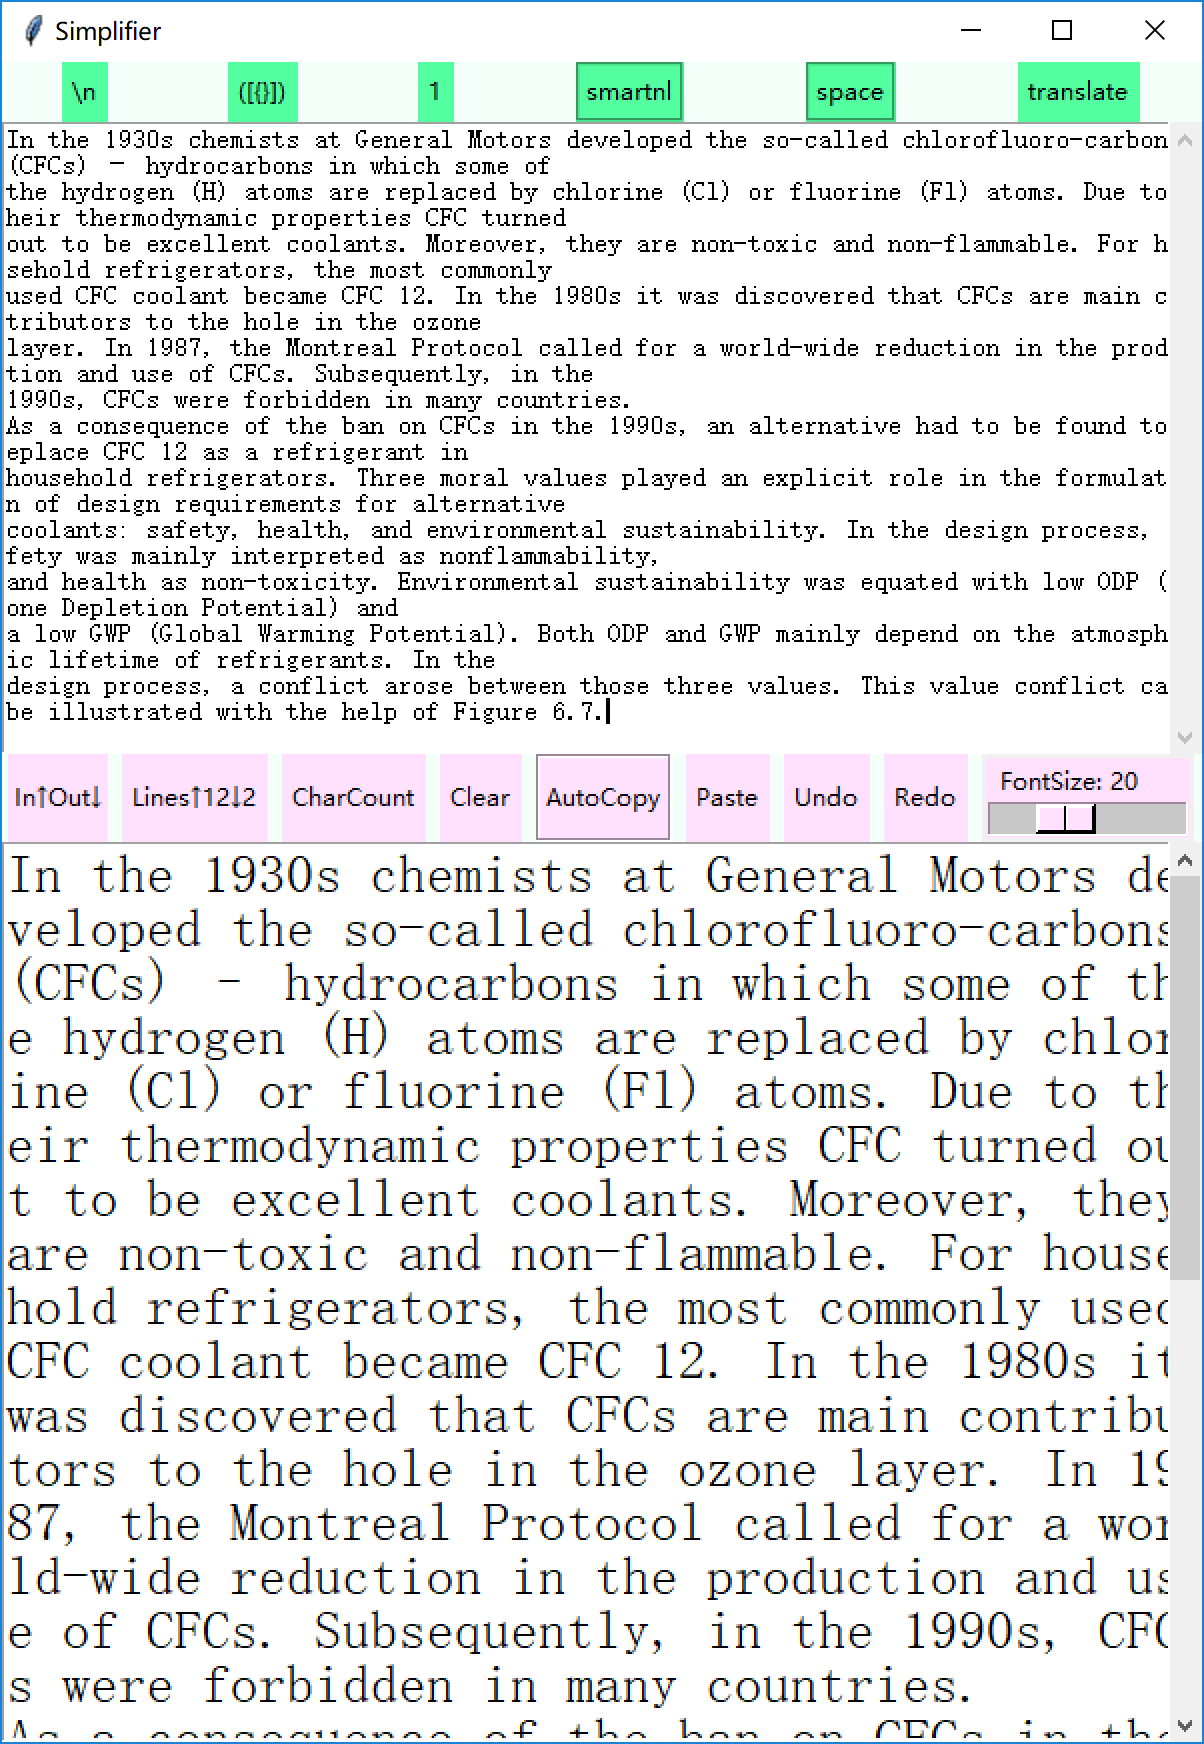 Simplifier
\n ([{}]) 1 smartnl space translate
In the 1930s chemists at General Motors developed the so-called chlorofluoro-carbon
(CFCs) - hydrocarbons in which some of
the hydrogen (H) atoms are replaced by chlorine (Cl) or fluorine (Fl) atoms. Due to
heir thermodynamic properties CFC turned
out to be excellent coolants. Moreover, they are non-toxic and non-flammable. For h
sehold refrigerators, the most commonly
used CFC coolant became CFC 12. In the 1980s it was discovered that CFCs are main c
tributors to the hole in the ozone
layer. In 1987, the Montreal Protocol called for a world-wide reduction in the prod
tion and use of CFCs. Subsequently, in the
1990s, CFCs were forbidden in many countries.
As a consequence of the ban on CFCs in the 1990s, an alternative had to be found to
eplace CFC 12 as a refrigerant in
household refrigerators. Three moral values played an explicit role in the formulat
n of design requirements for alternative
coolants: safety, health, and environmental sustainability. In the design process,
fety was mainly interpreted as nonflammability,
and health as non-toxicity. Environmental sustainability was equated with low ODP (
one Depletion Potential) and
a low GWP (Global Warming Potential). Both ODP and GWP mainly depend on the atmosph
ic lifetime of refrigerants. In the
design process, a conflict arose between those three values. This value conflict ca
be illustrated with the help of Figure 6.7.
In↑Out↓ Lines↑12↓2 CharCount Clear AutoCopy Paste Undo Redo FontSize: 20
In the 1930s chemists at General Motors de
veloped the so-called chlorofluoro-carbons
(CFCs) - hydrocarbons in which some of th
e hydrogen (H) atoms are replaced by chlor
ine (Cl) or fluorine (Fl) atoms. Due to th
eir thermodynamic properties CFC turned ou
t to be excellent coolants. Moreover, they
are non-toxic and non-flammable. For house
hold refrigerators, the most commonly used
CFC coolant became CFC 12. In the 1980s it
was discovered that CFCs are main contribu
tors to the hole in the ozone layer. In 19
87, the Montreal Protocol called for a wor
ld-wide reduction in the production and us
e of CFCs. Subsequently, in the 1990s, CFC
s were forbidden in many countries.
As a consequence of the ban on CFCs in the